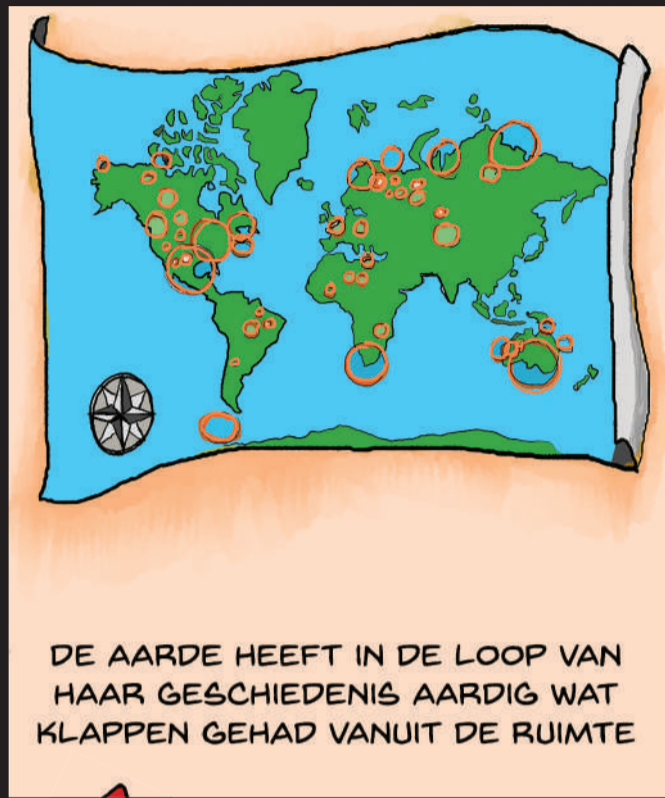 DE AARDE HEEFT IN DE LOOP VAN
HAAR GESCHIEDENIS AARDIG WAT
KLAPPEN GEHAD VANUIT DE RUIMTE